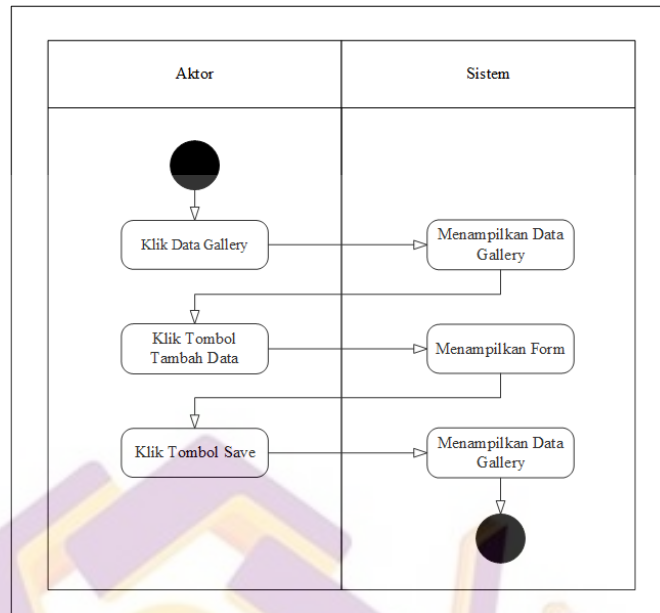 Aktor
Sistem
Klik Data Gallery
Menampilkan Data
Gallery
Klik Tombol
Tambah Data
Menampilkan Form
Klik Tombol Save
Menampilkan Data
Gallery